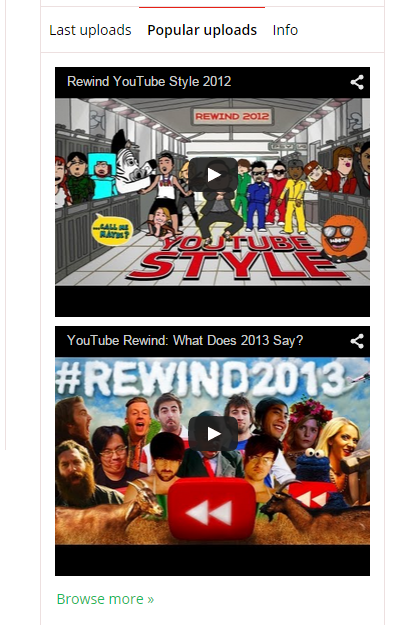 Last uploads Popular uploads Info
Rewind YouTube Style 2012
REWIND 2012
...CALL ME
MAYBE?
YOUTUBE
STYLE
YouTube Rewind: What Does 2013 Say?
#REWIND2013
Browse more »